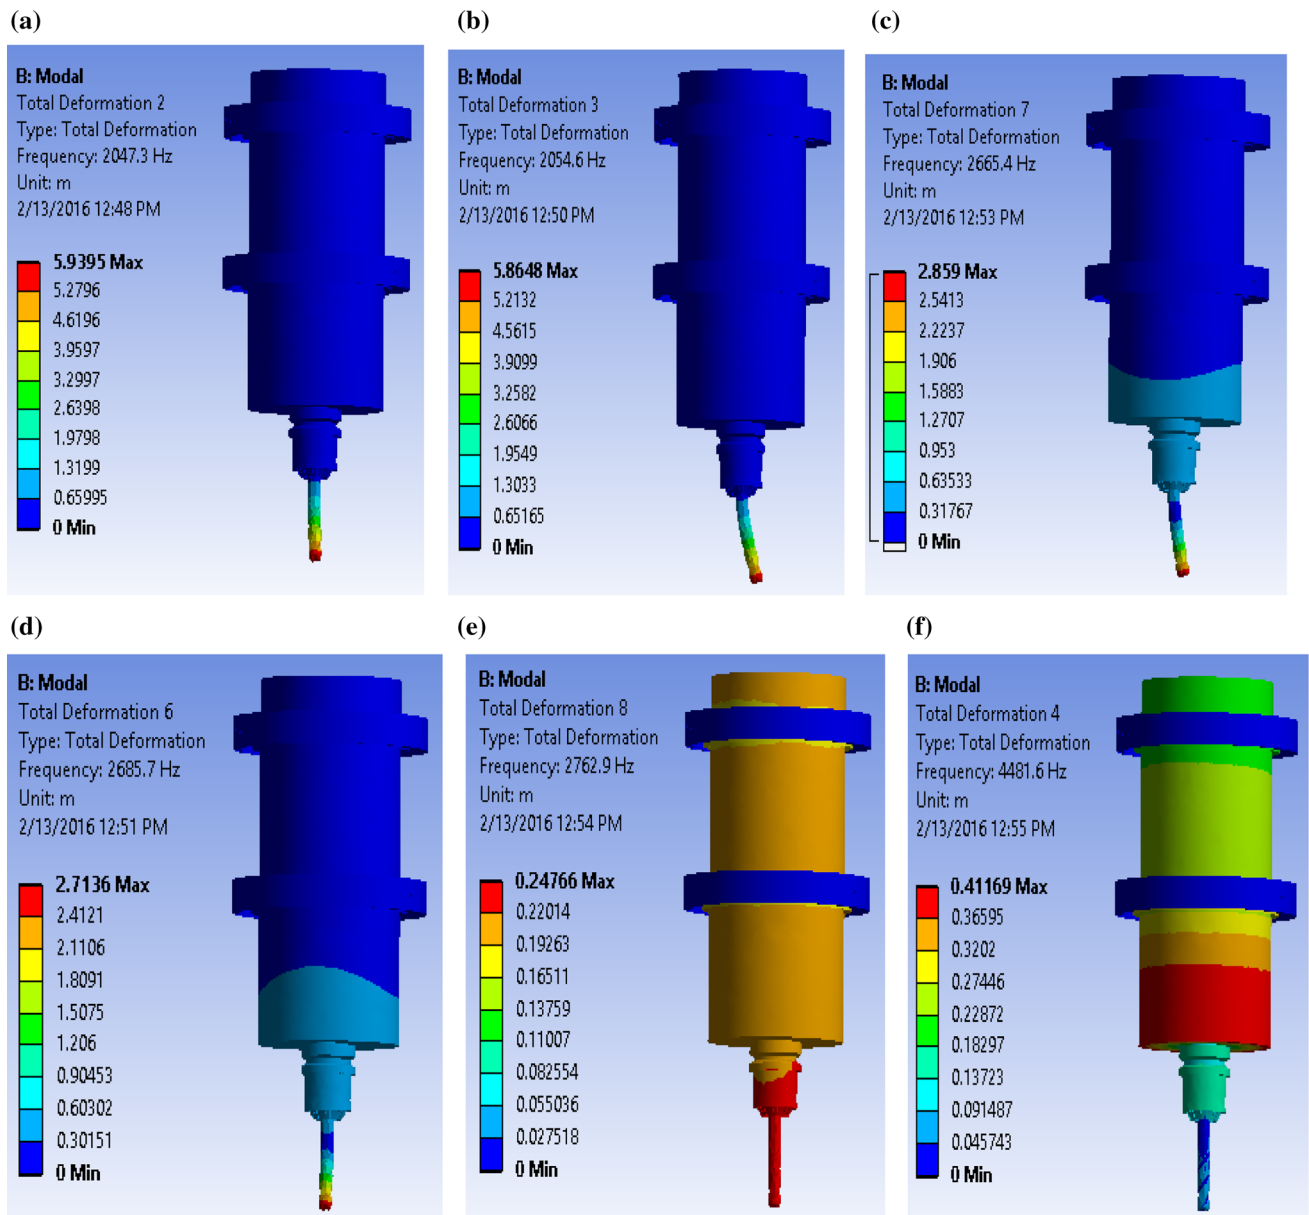 (a)
B: Modal
Total Deformation 2
Type: Total Deformation
Frequency: 2047.3 Hz
Unit: m
2/13/2016 12:48 PM
5.9395 Max
5.2796
4.6196
3.9597
3.2997
2.6398
1.9798
1.3199
0.65995
0 Min
(b)
B: Modal
Total Deformation 3
Type: Total Deformation
Frequency: 2054.6 Hz
Unit: m
2/13/2016 12:50 PM
5.8648 Max
5.2132
4.5615
3.9099
3.2582
2.6066
1.9549
1.3033
0.65165
0 Min
(c)
B: Modal
Total Deformation 7
Type: Total Deformation
Frequency: 2665.4 Hz
Unit: m
2/13/2016 12:53 PM
2.859 Max
2.5413
2.2237
1.906
1.5883
1.2707
0.953
0.63533
0.31767
0 Min
(d)
B: Modal
Total Deformation 6
Type: Total Deformation
Frequency: 2685.7 Hz
Unit: m
2/13/2016 12:51 PM
2.7136 Max
2.4121
2.1106
1.8091
1.5075
1.206
0.90453
0.60302
0.30151
0 Min
(e)
B: Modal
Total Deformation 8
Type: Total Deformation
Frequency: 2762.9 Hz
Unit: m
2/13/2016 12:54 PM
0.24766 Max
0.22014
0.19263
0.16511
0.13759
0.11007
0.082554
0.055036
0.027518
0 Min
(f)
B: Modal
Total Deformation 4
Type: Total Deformation
Frequency: 4481.6 Hz
Unit: m
2/13/2016 12:55 PM
0.41169 Max
0.36595
0.3202
0.27446
0.22872
0.18297
0.13723
0.091487
0.045743
0 Min